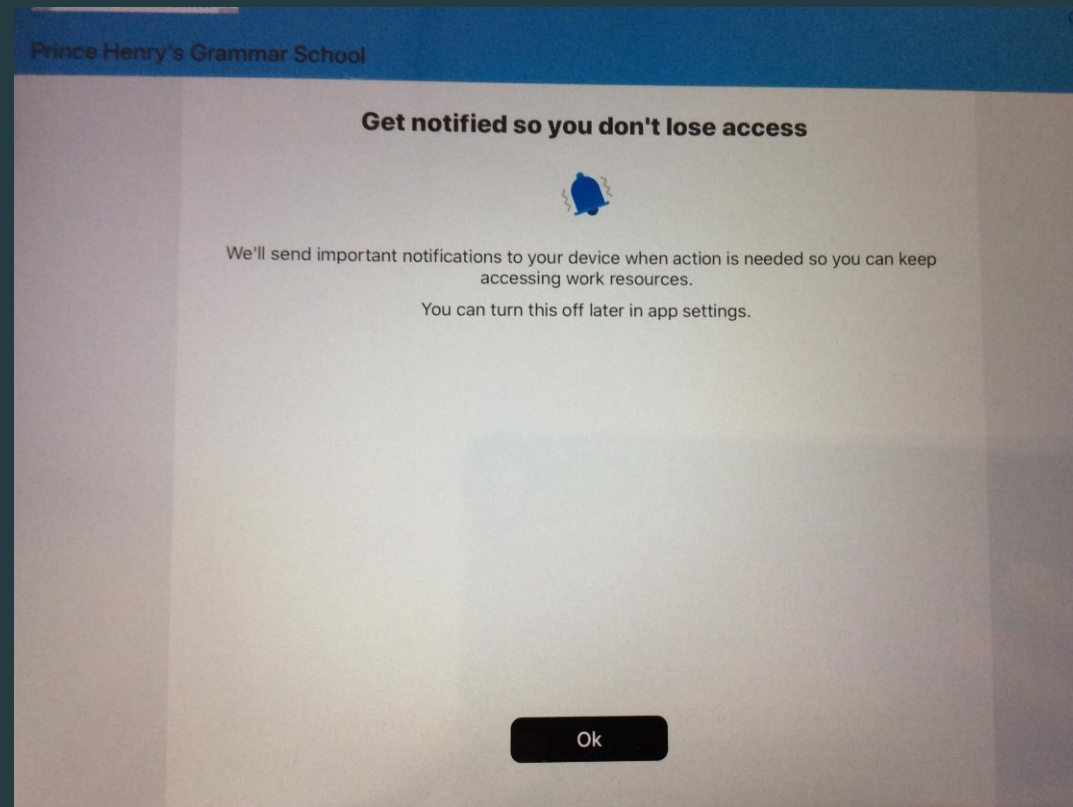 Prince Henry's Grammar School
Get notified so you don't lose access
We'll send important notifications to your device when action is needed so you can keep
accessing work resources.
You can turn this off later in app settings.
Ok